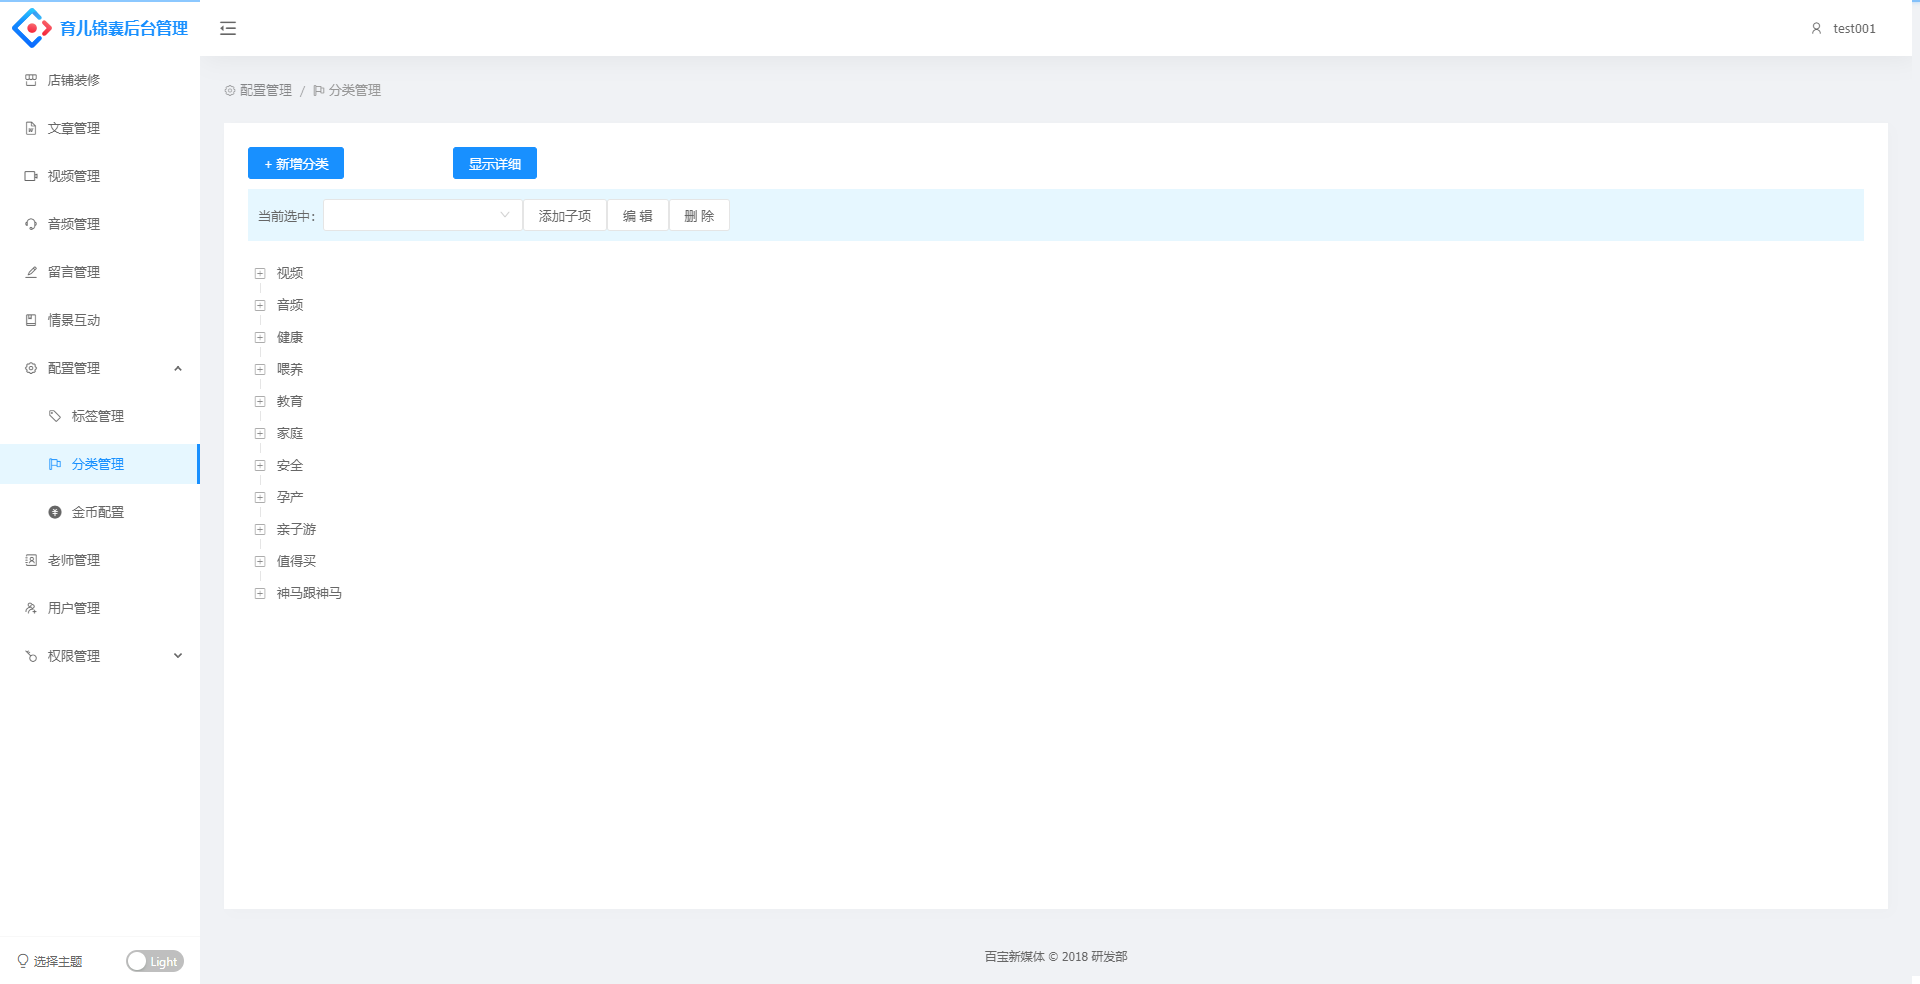 育儿锦囊后台管理
test001
店铺装修
文章管理
视频管理
音频管理
留言管理
情景互动
配置管理
标签管理
分类管理
金币配置
老师管理
用户管理
权限管理
选择主题
Light
配置管理 / 分类管理
+ 新增分类
显示详细
当前选中:
添加子项
编 辑
删 除
视频
音频
健康
喂养
教育
家庭
安全
孕产
亲子游
值得买
神马跟神马
百宝新媒体 © 2018 研发部